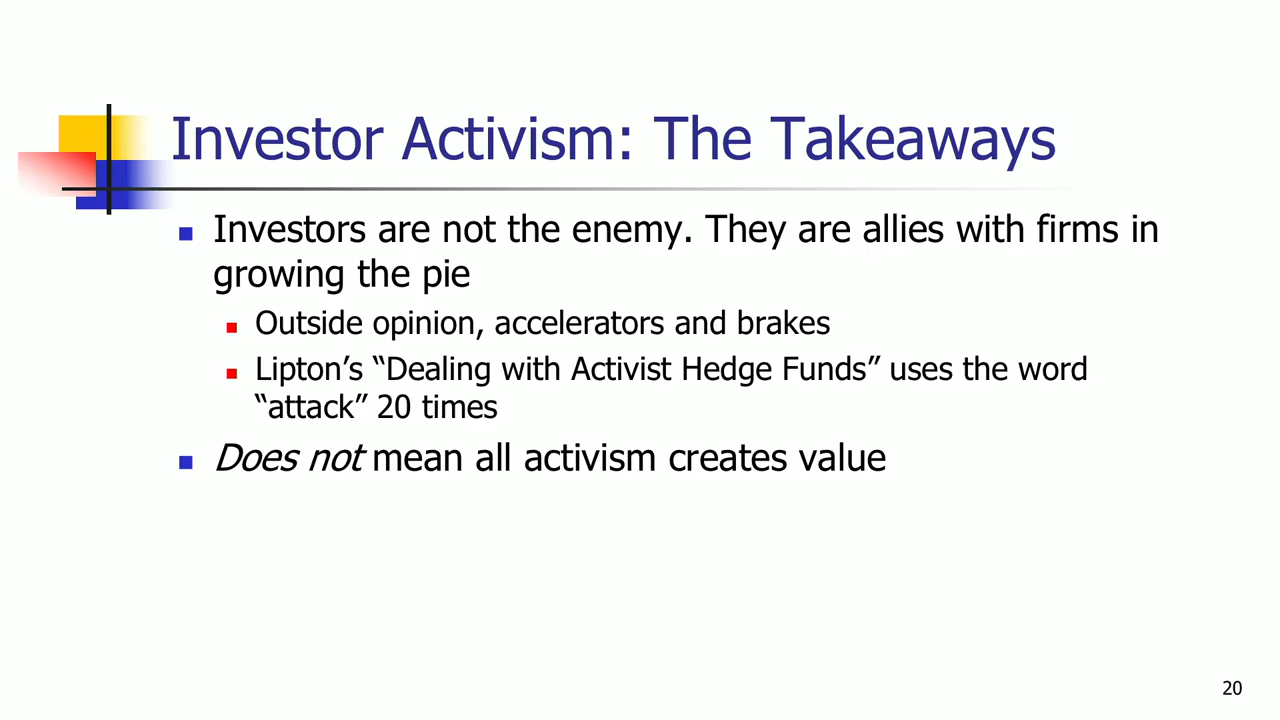 Investor Activism: The Takeaways
Investors are not the enemy. They are allies with firms in
growing the pie
Outside opinion, accelerators and brakes
Lipton’s “Dealing with Activist Hedge Funds” uses the word
“attack” 20 times
Does not mean all activism creates value
20